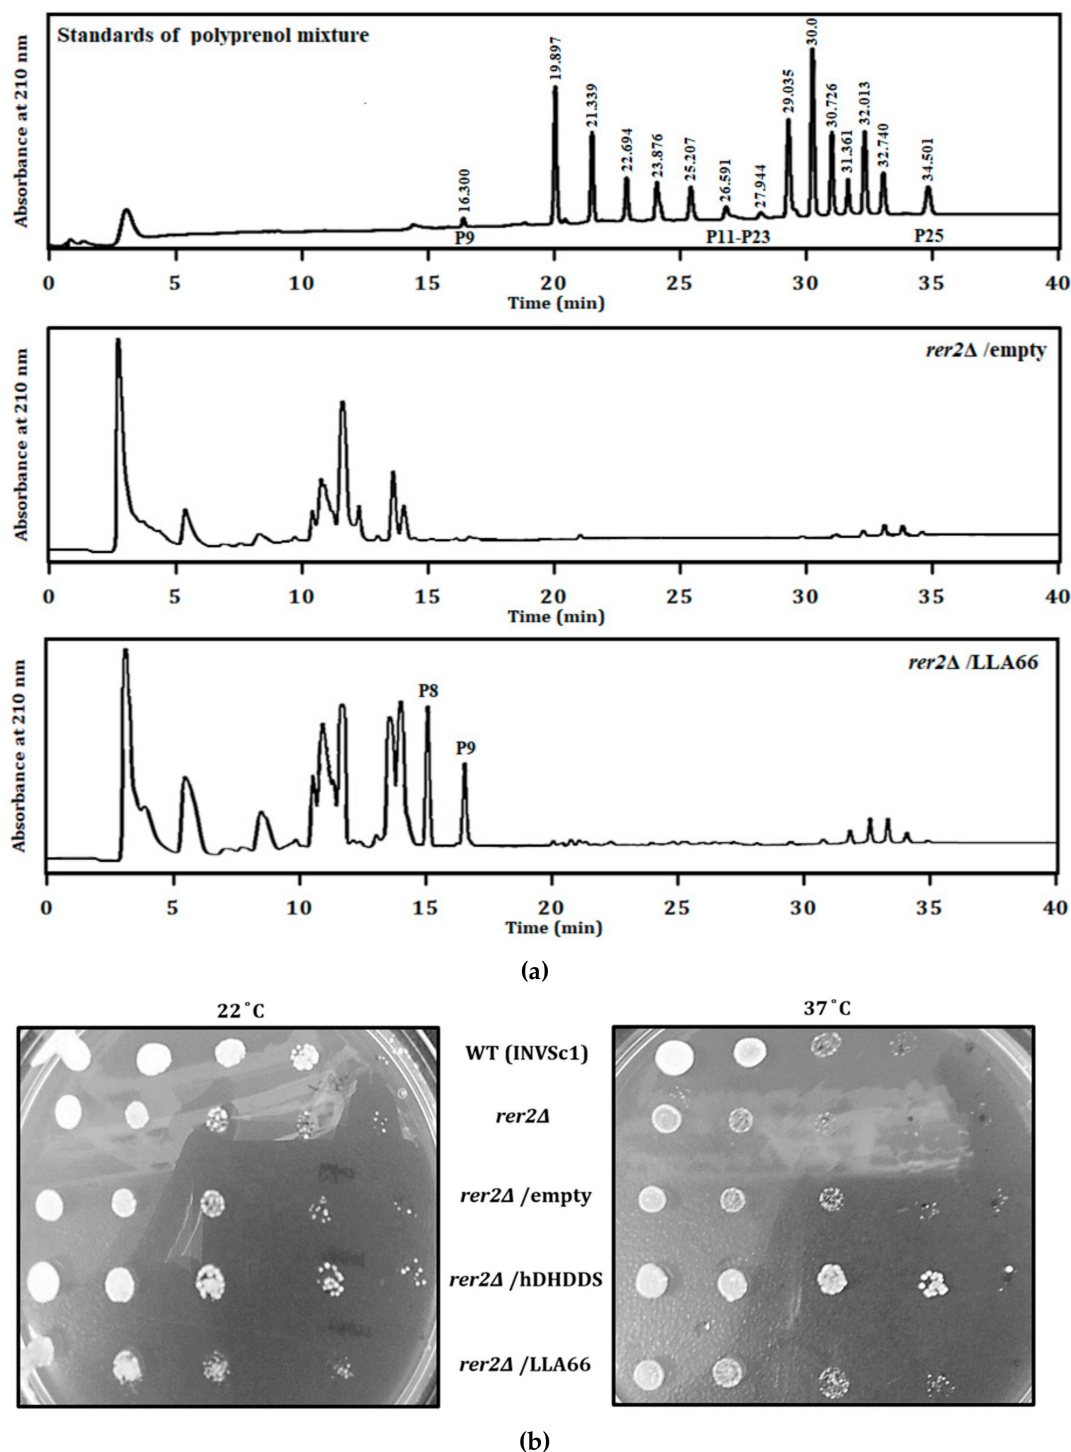 Standards of polyprenol mixture
Absorbance at 210 nm
16.300
19.897
21.339
22.694
23.876
25.207
26.591
27.944
29.035
30.0
30.726
31.361
32.013
32.740
34.501
P9
P11-P23
P25
0 5 10 15 20 25 30 35 40
Time (min)
rer2Δ /empty
Absorbance at 210 nm
0 5 10 15 20 25 30 35 40
Time (min)
rer2Δ /LLA66
Absorbance at 210 nm
P8
P9
0 5 10 15 20 25 30 35 40
Time (min)
(a)
22°C
37°C
WT (INVSc1)
rer2Δ
rer2Δ /empty
rer2Δ /hDHDDS
rer2Δ /LLA66
(b)